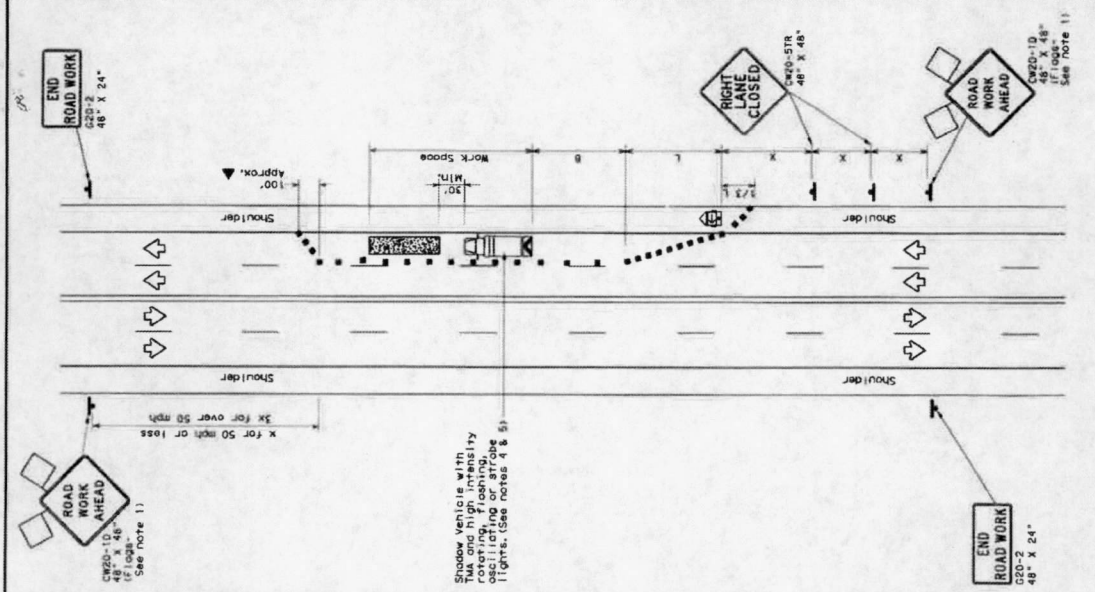 END
ROAD WORK
G20-2
48" X 24"
100'
Approx.
Shoulder
Work Space
30'
Min.
B
L
1/3 L
X
X
X
RIGHT
LANE
CLOSED
CW20-5TR
48" X 48"
ROAD
WORK
AHEAD
CW20-1D
48" X 48"
(Flags-
See note 1)
Shoulder
Shoulder
Shoulder
x for 50 mph or less
3x for over 50 mph
ROAD
WORK
AHEAD
CW20-1D
48" X 48"
(Flags-
See note 1)
Shadow Vehicle with
TMA and high intensity
rotating, flashing,
oscillating or strobe
lights. (See notes 4 & 5)
END
ROAD WORK
G20-2
48" X 24"